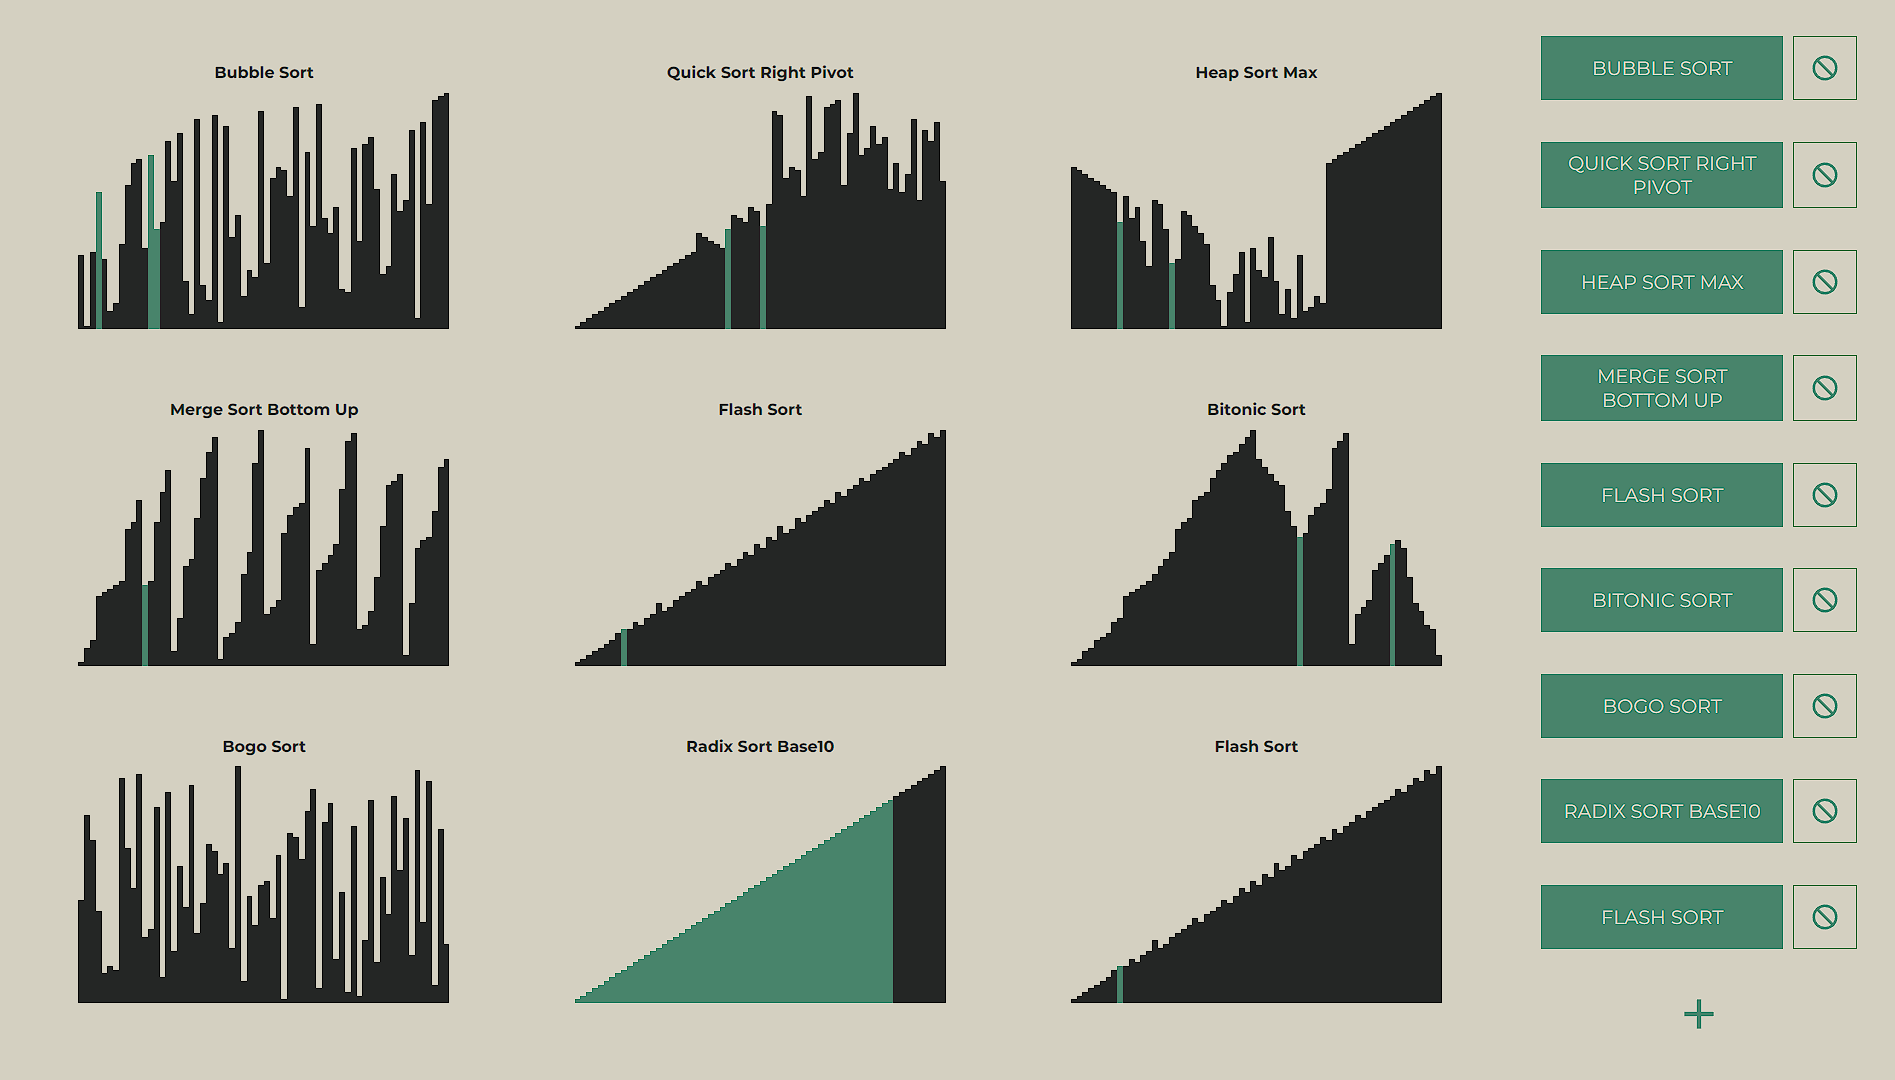 Bubble Sort
Quick Sort Right Pivot
Heap Sort Max
Merge Sort Bottom Up
Flash Sort
Bitonic Sort
Bogo Sort
Radix Sort Base10
Flash Sort
BUBBLE SORT
QUICK SORT RIGHT
PIVOT
HEAP SORT MAX
MERGE SORT
BOTTOM UP
FLASH SORT
BITONIC SORT
BOGO SORT
RADIX SORT BASE10
FLASH SORT